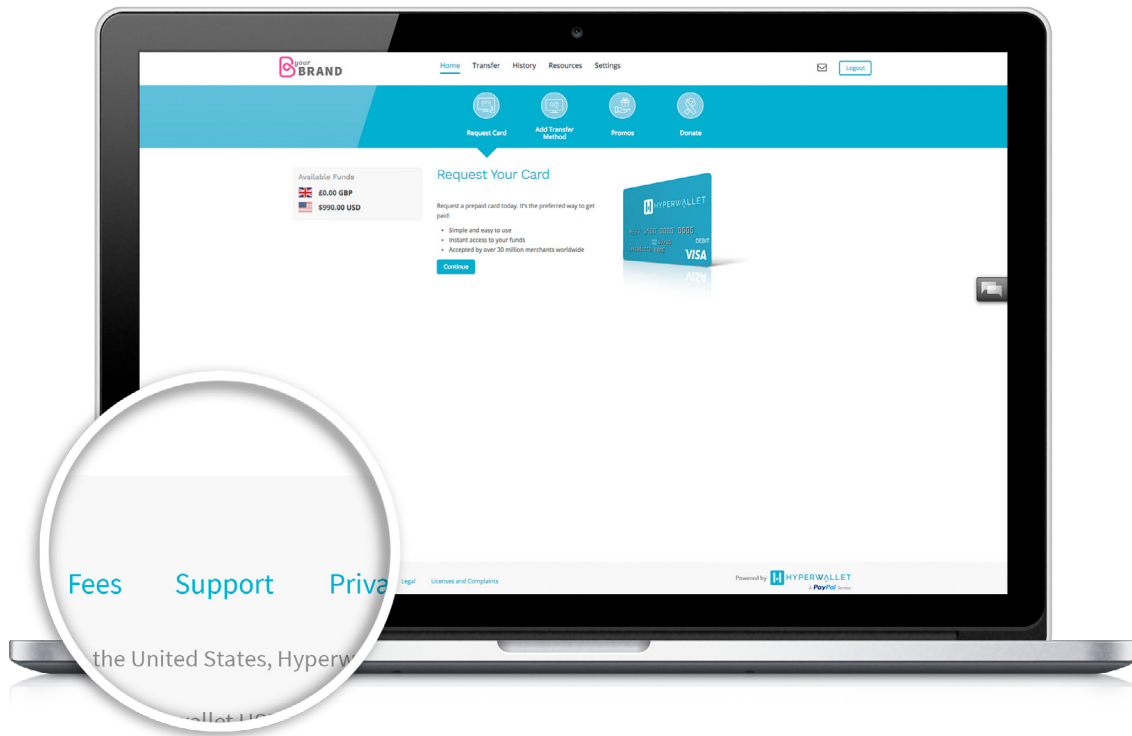 your
BRAND
Home Transfer History Resources Settings
Logout
Request Card
Add Transfer
Method
Promos
Donate
Available Funds
£0.00 GBP
$990.00 USD
Request Your Card
Request a prepaid card today. It's the preferred way to get
paid!
Simple and easy to use
Instant access to your funds
Accepted by over 30 million merchants worldwide
Continue
HYPERWALLET
DEBIT
VISA
Fees Support Priva
Legal Licenses and Complaints
Powered by HYPERWALLET
a PayPal Service
the United States, Hyperw